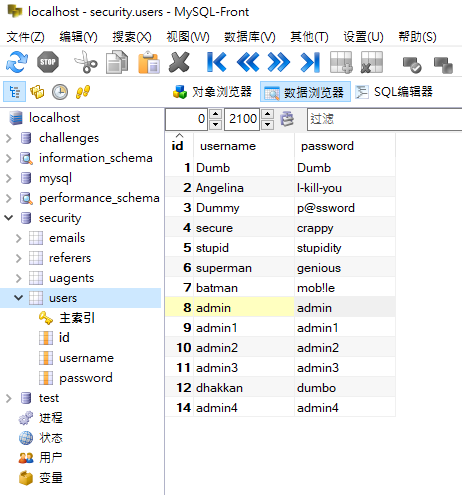 localhost - security.users - MySQL-Front
文件(Z) 编辑(Y) 搜索(X) 视图(W) 数据库(V) 其他(T) 设置(U) 帮助(S)
STOP
对象浏览器 数据浏览器 SQL编辑器
localhost
challenges
information_schema
mysql
performance_schema
security
emails
referers
uagents
users
主索引
id
username
password
test
进程
状态
用户
变量
0 2100 过滤
id username password
1 Dumb Dumb
2 Angelina I-kill-you
3 Dummy p@ssword
4 secure crappy
5 stupid stupidity
6 superman genious
7 batman mob!le
8 admin admin
9 admin1 admin1
10 admin2 admin2
11 admin3 admin3
12 dhakkan dumbo
14 admin4 admin4